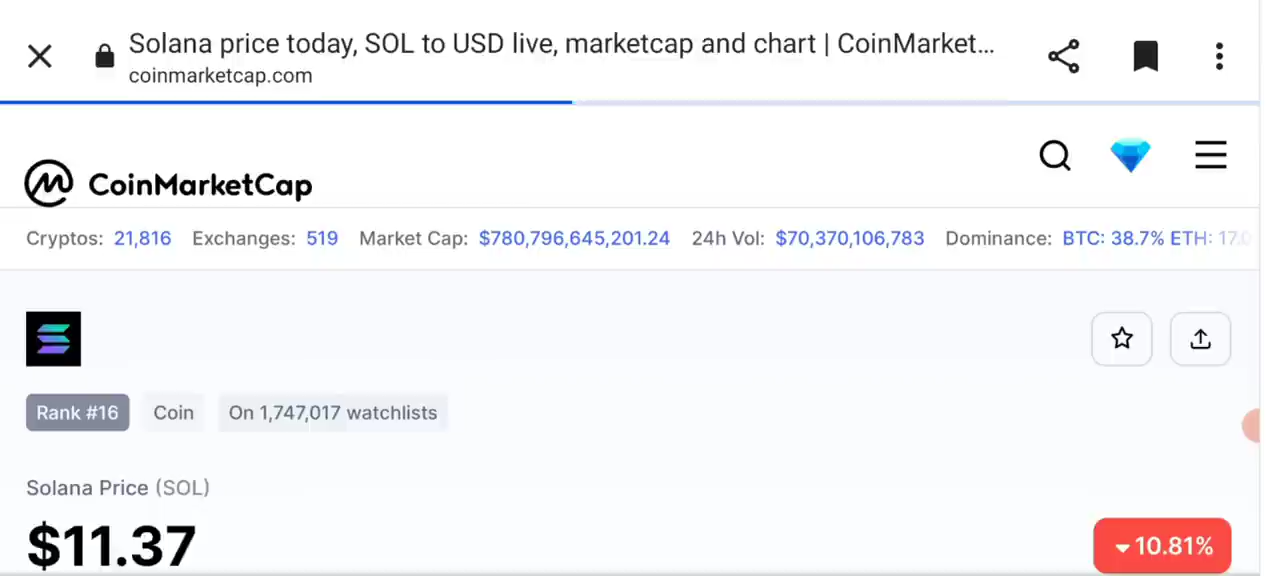 Solana price today, SOL to USD live, marketcap and chart | CoinMarket...
coinmarketcap.com
CoinMarketCap
Cryptos: 21,816 Exchanges: 519 Market Cap: $780,796,645,201.24 24h Vol: $70,370,106,783 Dominance: BTC: 38.7% ETH: 17.0
Rank #16 Coin On 1,747,017 watchlists
Solana Price (SOL)
$11.37 10.81%